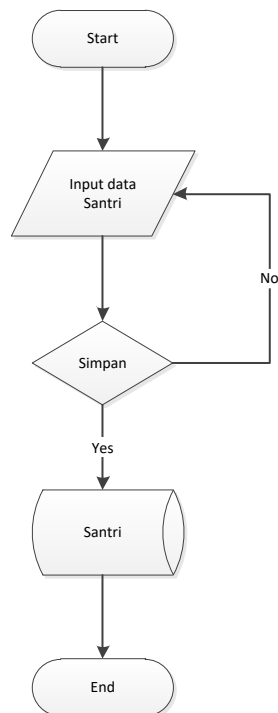 Start
Input data
Santri
No
Simpan
Yes
Santri
End